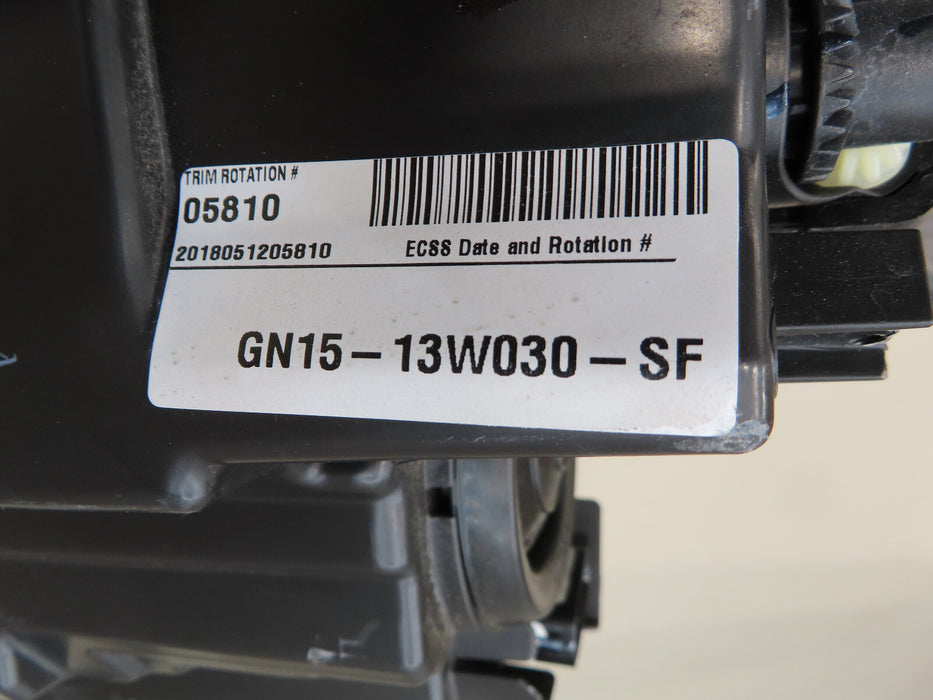 TRIM ROTATION #
05810
2018051205810 ECSS Date and Rotation #
GN15-13W030-SF